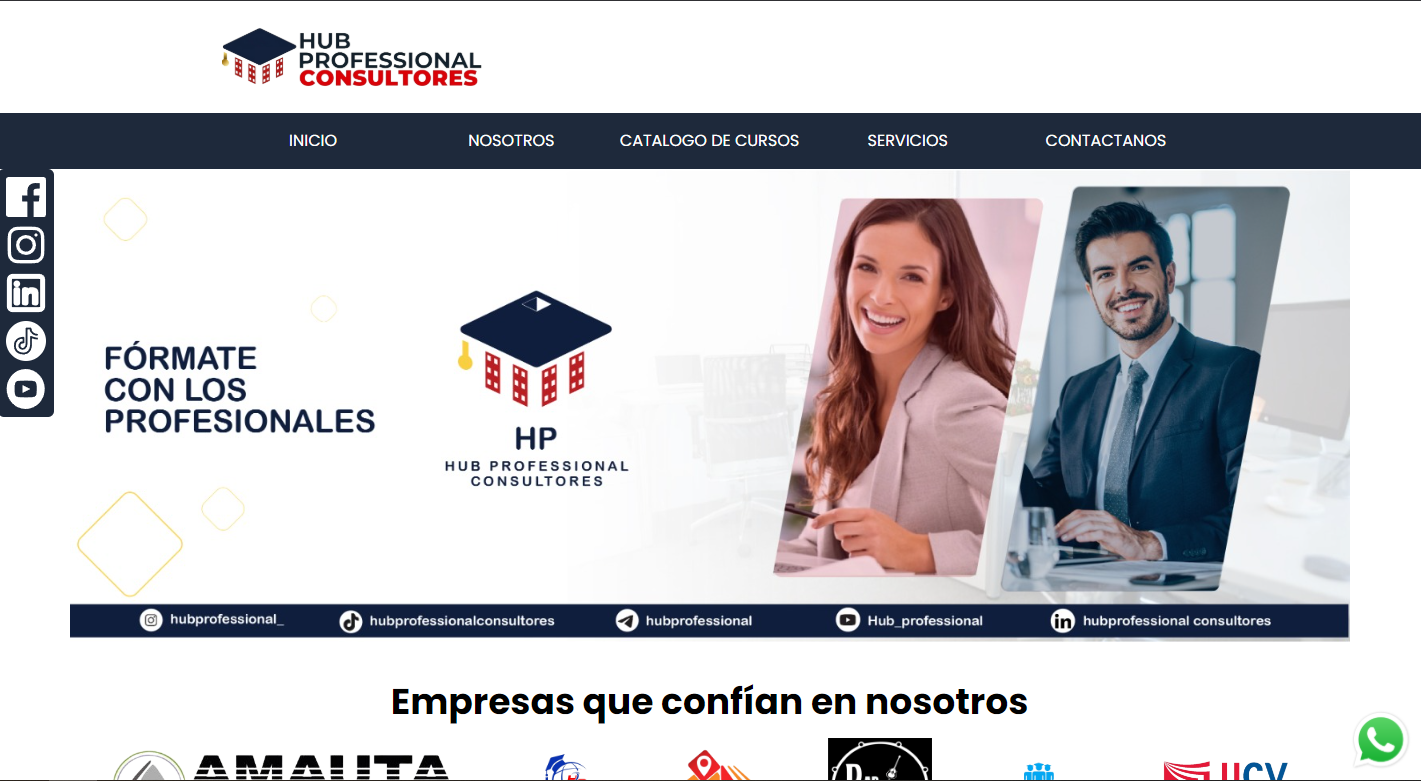 HUB
PROFESSIONAL
CONSULTORES
INICIO NOSOTROS CATALOGO DE CURSOS SERVICIOS CONTACTANOS
FÓRMATE
CON LOS
PROFESIONALES
HP
HUB PROFESSIONAL
CONSULTORES
hubprofessional_ hubprofessionalconsultores hubprofessional Hub_professional hubprofessional consultores
Empresas que confían en nosotros
AMAUTA
UCV